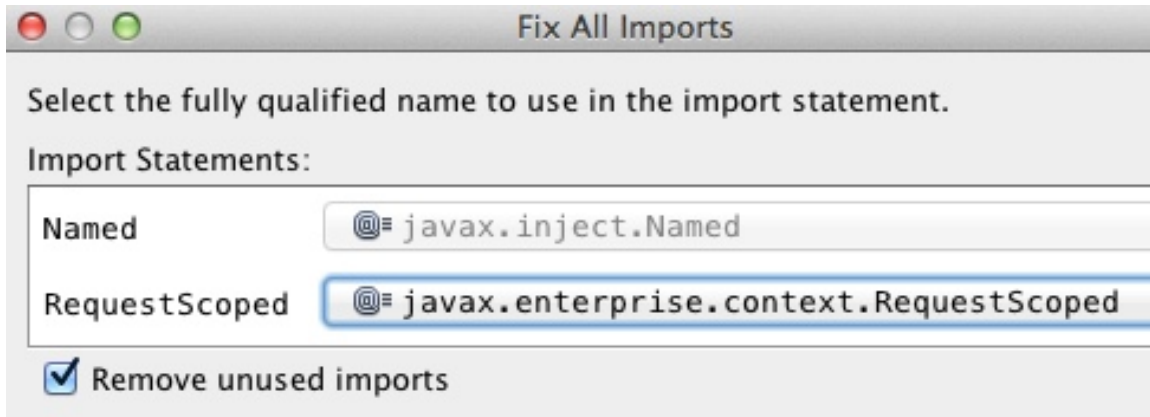 Fix All Imports
Select the fully qualified name to use in the import statement.
Import Statements:
Named javax.inject.Named
RequestScoped javax.enterprise.context.RequestScoped
Remove unused imports